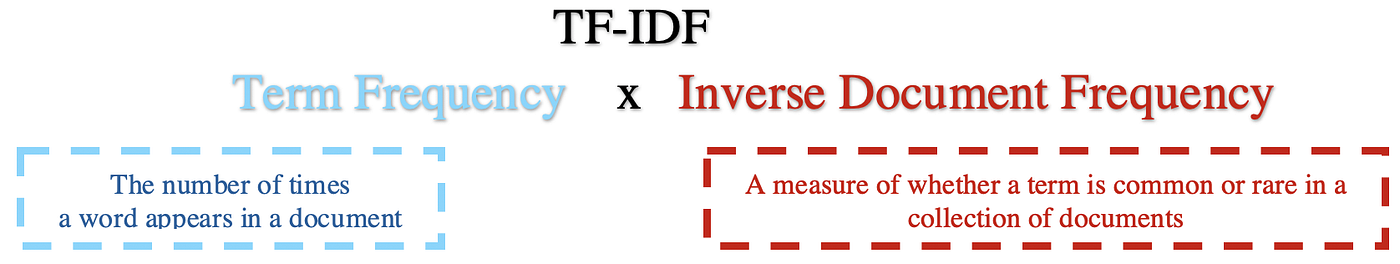 TF-IDF
Term Frequency x Inverse Document Frequency
The number of times
a word appears in a document
A measure of whether a term is common or rare in a
collection of documents